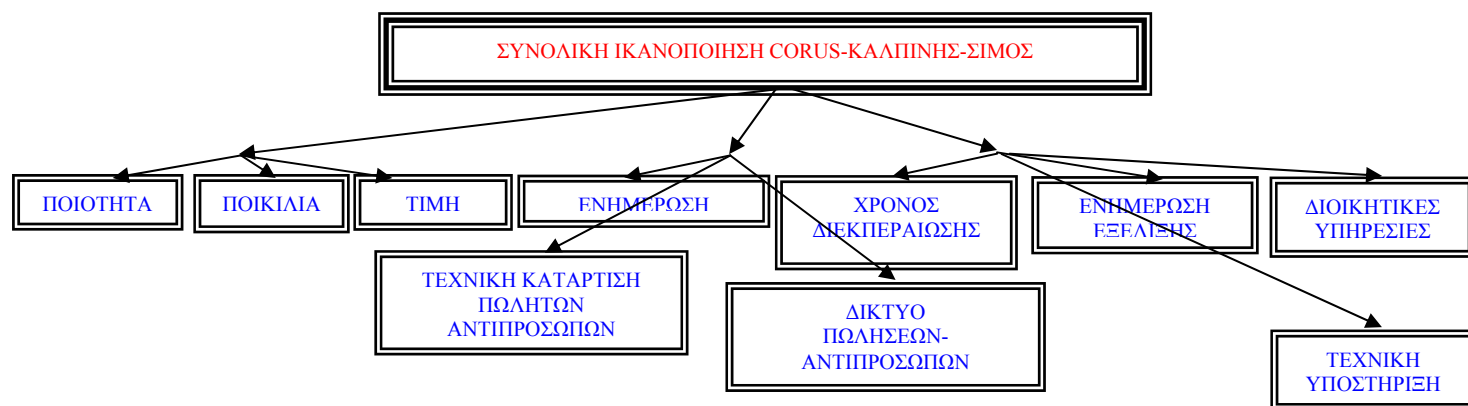 ΣΥΝΟΛΙΚΗ ΙΚΑΝΟΠΟΙΗΣΗ CORUS-ΚΑΛΠΙΝΗΣ-ΣΙΜΟΣ
ΠΟΙΟΤΗΤΑ
ΠΟΙΚΙΛΙΑ
ΤΙΜΗ
ΕΝΗΜΕΡΩΣΗ
ΧΡΟΝΟΣ
ΔΙΕΚΠΕΡΑΙΩΣΗΣ
ΕΝΗΜΕΡΩΣΗ
ΕΞΕΛΙΞΗΣ
ΔΙΟΙΚΗΤΙΚΕΣ
ΥΠΗΡΕΣΙΕΣ
ΤΕΧΝΙΚΗ ΚΑΤΑΡΤΙΣΗ
ΠΩΛΗΤΩΝ
ΑΝΤΙΠΡΟΣΩΠΩΝ
ΔΙΚΤΥΟ
ΠΩΛΗΣΕΩΝ-
ΑΝΤΙΠΡΟΣΩΠΩΝ
ΤΕΧΝΙΚΗ
ΥΠΟΣΤΗΡΙΞΗ